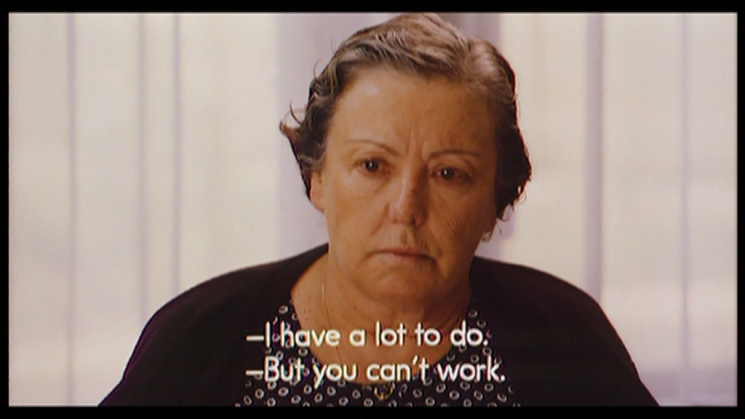 –I have a lot to do.
–But you can't work.